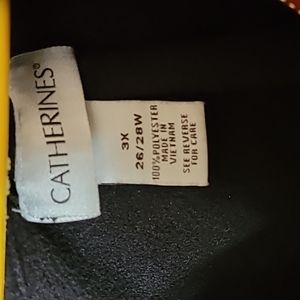 CATHERINES®
3X
26/28W
100% POLYESTER
MADE IN
VIETNAM
SEE REVERSE
FOR CARE